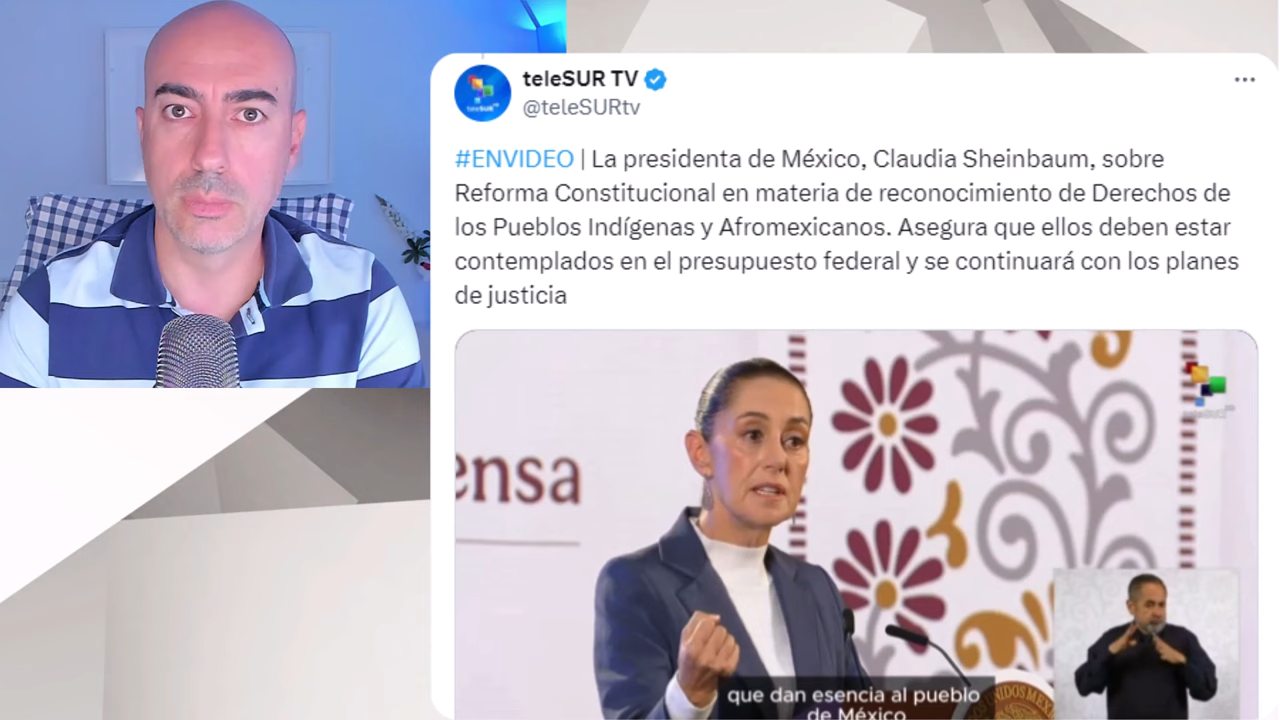 teleSUR TV
@teleSURtv
#ENVIDEO | La presidenta de México, Claudia Sheinbaum, sobre
Reforma Constitucional en materia de reconocimiento de Derechos de
los Pueblos Indígenas y Afromexicanos. Asegura que ellos deben estar
contemplados en el presupuesto federal y se continuará con los planes
de justicia
ensa
que dan esencia al pueblo
de México